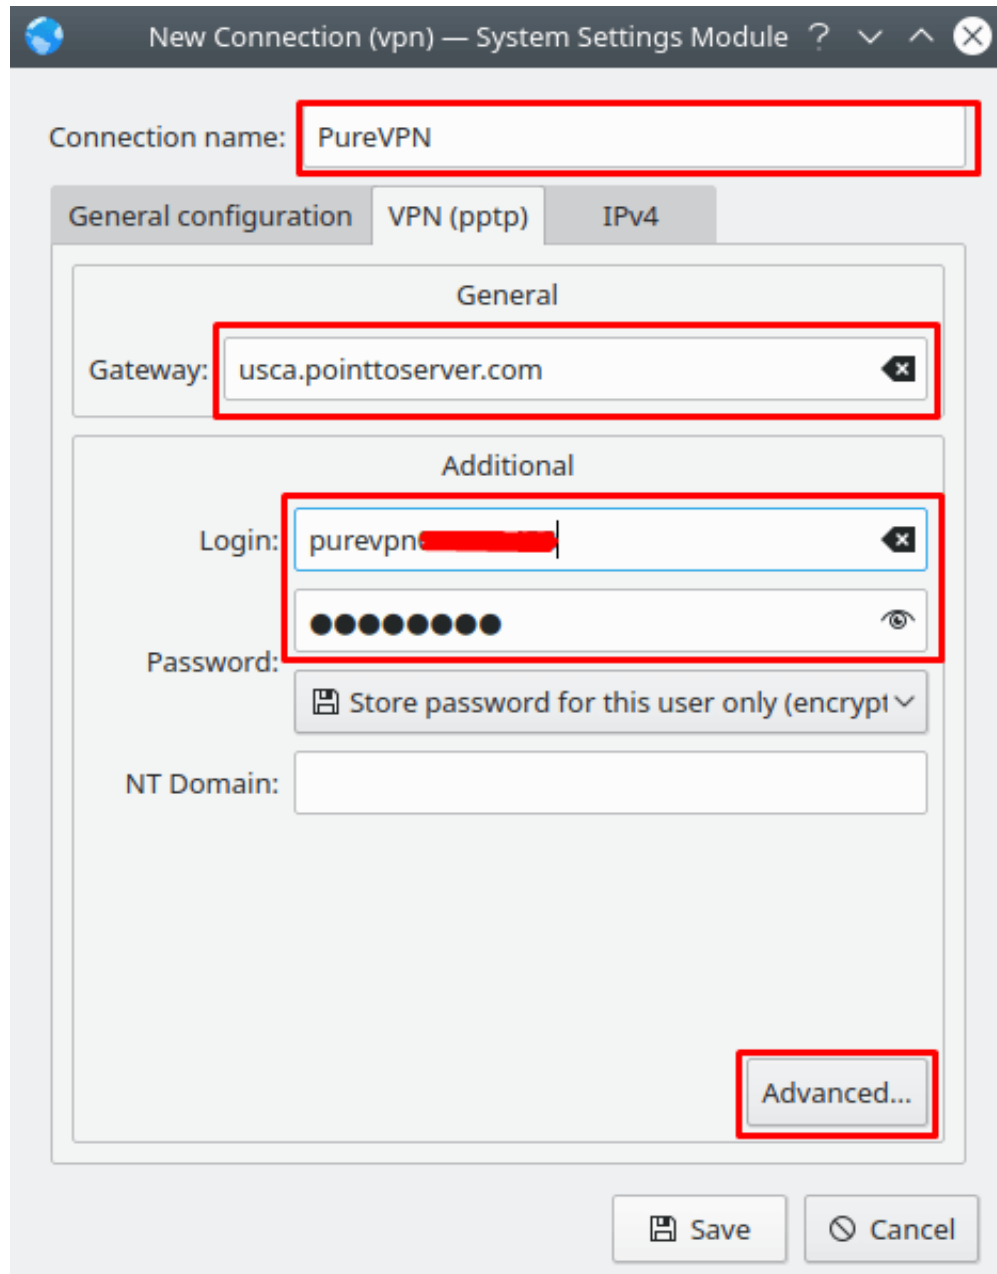 New Connection (vpn) — System Settings Module
Connection name: PureVPN
General configuration VPN (pptp) IPv4
General
Gateway: usca.pointtoserver.com
Additional
Login: purevpn
Password:
Store password for this user only (encrypt
NT Domain:
Advanced...
Save Cancel